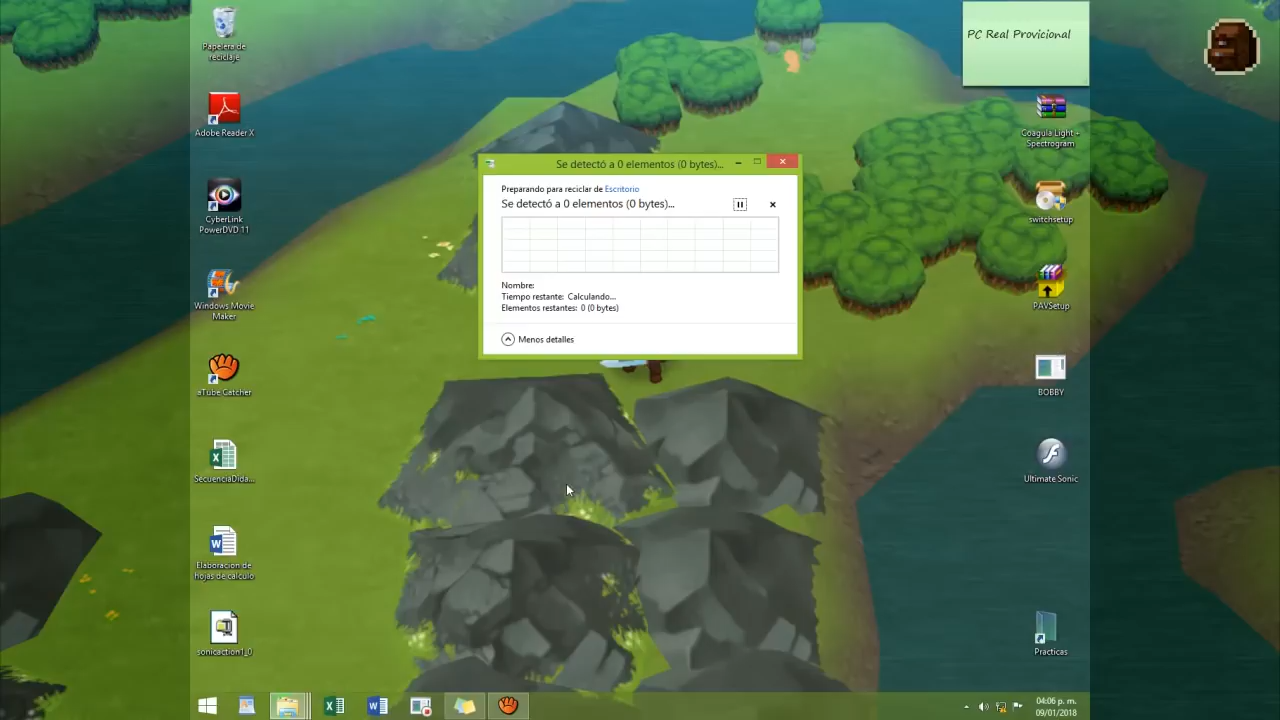 Papelera de
reciclaje
Adobe Reader X
CyberLink
PowerDVD 11
Windows Movie
Maker
aTube Catcher
SecuenciaDida...
Elaboracion de
hojas de calculo
sonicaction1_0
Se detectó a 0 elementos (0 bytes)...
Preparando para reciclar de Escritorio
Se detectó a 0 elementos (0 bytes)...
Nombre:
Tiempo restante: Calculando...
Elementos restantes: 0 (0 bytes)
Menos detalles
PC Real Provicional
Coagula Light +
Spectrogram
switchsetup
PAVSetup
BOBBY
Ultimate Sonic
Practicas
04:06 p. m.
09/01/2018